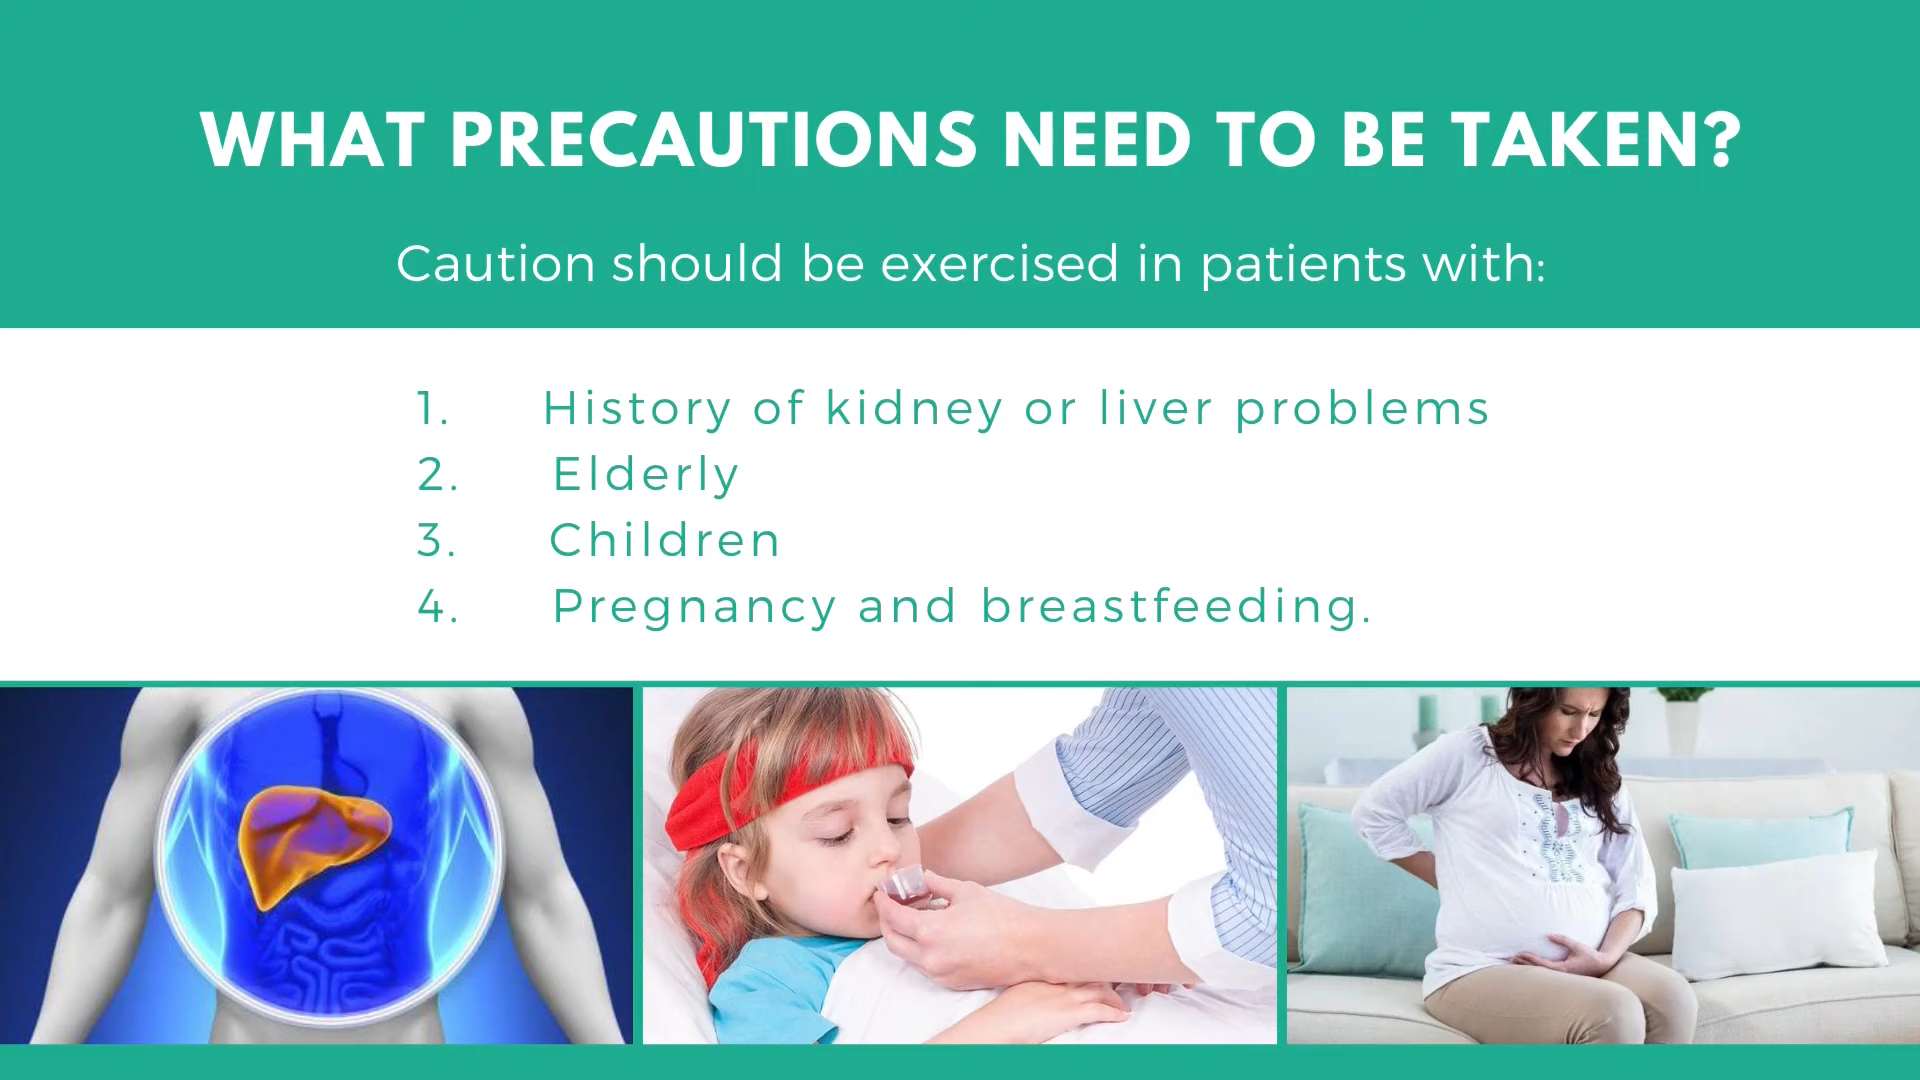 WHAT PRECAUTIONS NEED TO BE TAKEN?
Caution should be exercised in patients with:
1. History of kidney or liver problems
2. Elderly
3. Children
4. Pregnancy and breastfeeding.